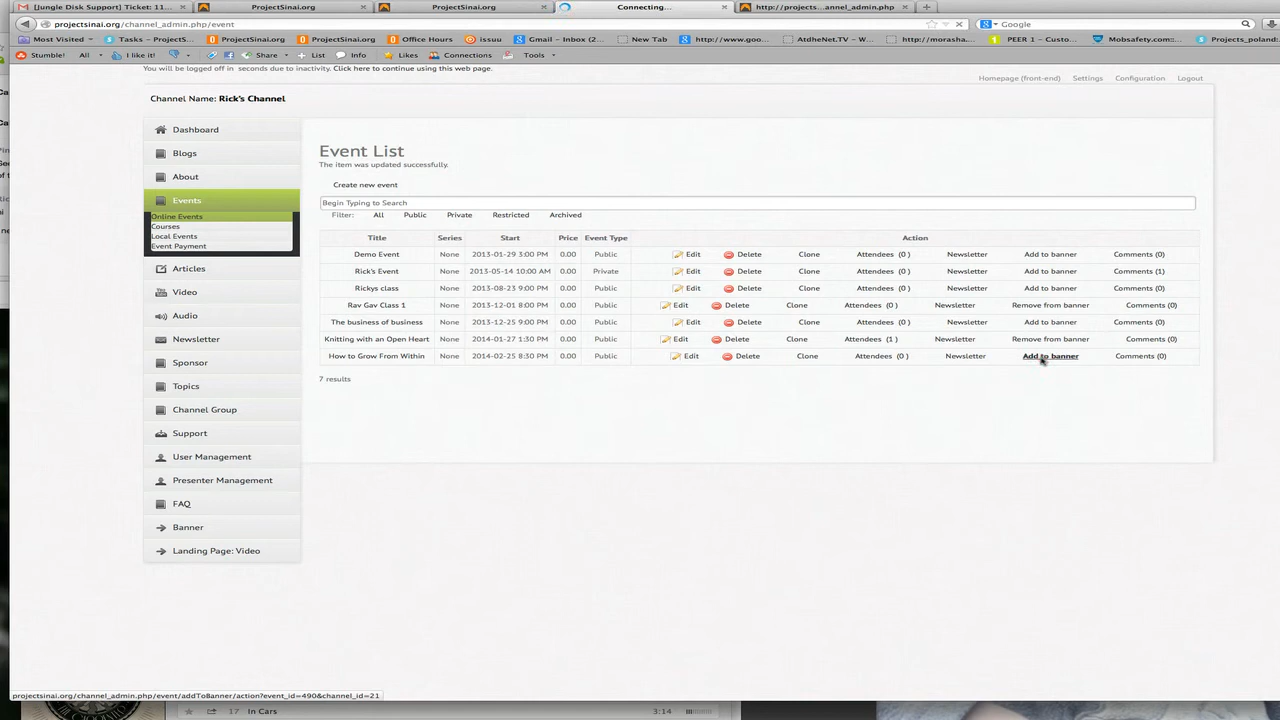 [Jungle Disk Support] Ticket: 11...
ProjectSinai.org
ProjectSinai.org
Connecting...
http://projects...annel_admin.php
projectsinai.org/channel_admin.php/event
Google
Most Visited
Tasks – ProjectS...
ProjectSinai.org
ProjectSinai.org
Office Hours
issuu
Gmail – Inbox (2...
New Tab
http://www.goo...
AtdheNet.TV – W...
http://morasha...
PEER 1 – Custo...
Mobsafety.com::...
Projects_poland:
Stumble!
All
I like it!
Share
List
Info
Likes
Connections
Tools
You will be logged off in seconds due to inactivity. Click here to continue using this web page.
Homepage (front-end)
Settings
Configuration
Logout
Channel Name: Rick's Channel
Dashboard
Blogs
About
Events
Online Events
Courses
Local Events
Event Payment
Articles
Video
Audio
Newsletter
Sponsor
Topics
Channel Group
Support
User Management
Presenter Management
FAQ
Banner
Landing Page: Video
Event List
The item was updated successfully.
Create new event
Begin Typing to Search
Filter: All Public Private Restricted Archived
Title Series Start Price Event Type Action
Demo Event None 2013-01-29 3:00 PM 0.00 Public Edit Delete Clone Attendees (0 ) Newsletter Add to banner Comments (0)
Rick's Event None 2013-05-14 10:00 AM 0.00 Private Edit Delete Clone Attendees (0 ) Newsletter Add to banner Comments (1)
Rickys class None 2013-08-23 9:00 PM 0.00 Public Edit Delete Clone Attendees (0 ) Newsletter Add to banner Comments (0)
Rav Gav Class 1 None 2013-12-01 8:00 PM 0.00 Public Edit Delete Clone Attendees (0 ) Newsletter Remove from banner Comments (0)
The business of business None 2013-12-25 9:00 PM 0.00 Public Edit Delete Clone Attendees (0 ) Newsletter Add to banner Comments (0)
Knitting with an Open Heart None 2014-01-27 1:30 PM 0.00 Public Edit Delete Clone Attendees (1 ) Newsletter Remove from banner Comments (0)
How to Grow From Within None 2014-02-25 8:30 PM 0.00 Public Edit Delete Clone Attendees (0 ) Newsletter Add to banner Comments (0)
7 results
projectsinai.org/channel_admin.php/event/addToBanner/action?event_id=490&channel_id=21
17 In Cars 3:14